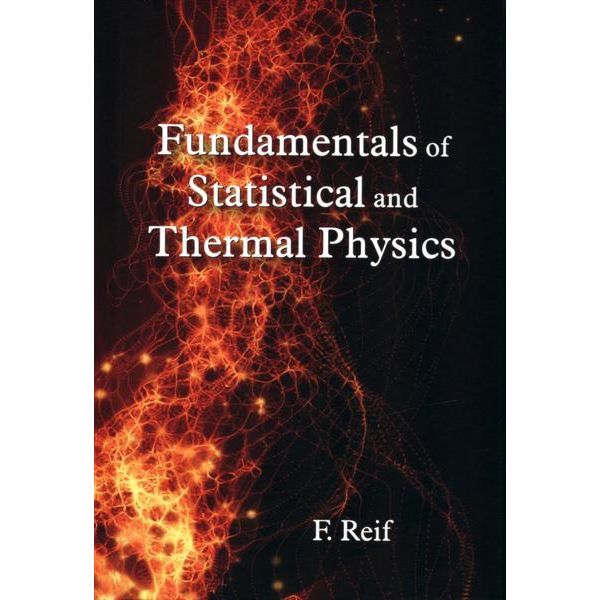 Fundamentals of
Statistical and
Thermal Physics
F. Reif